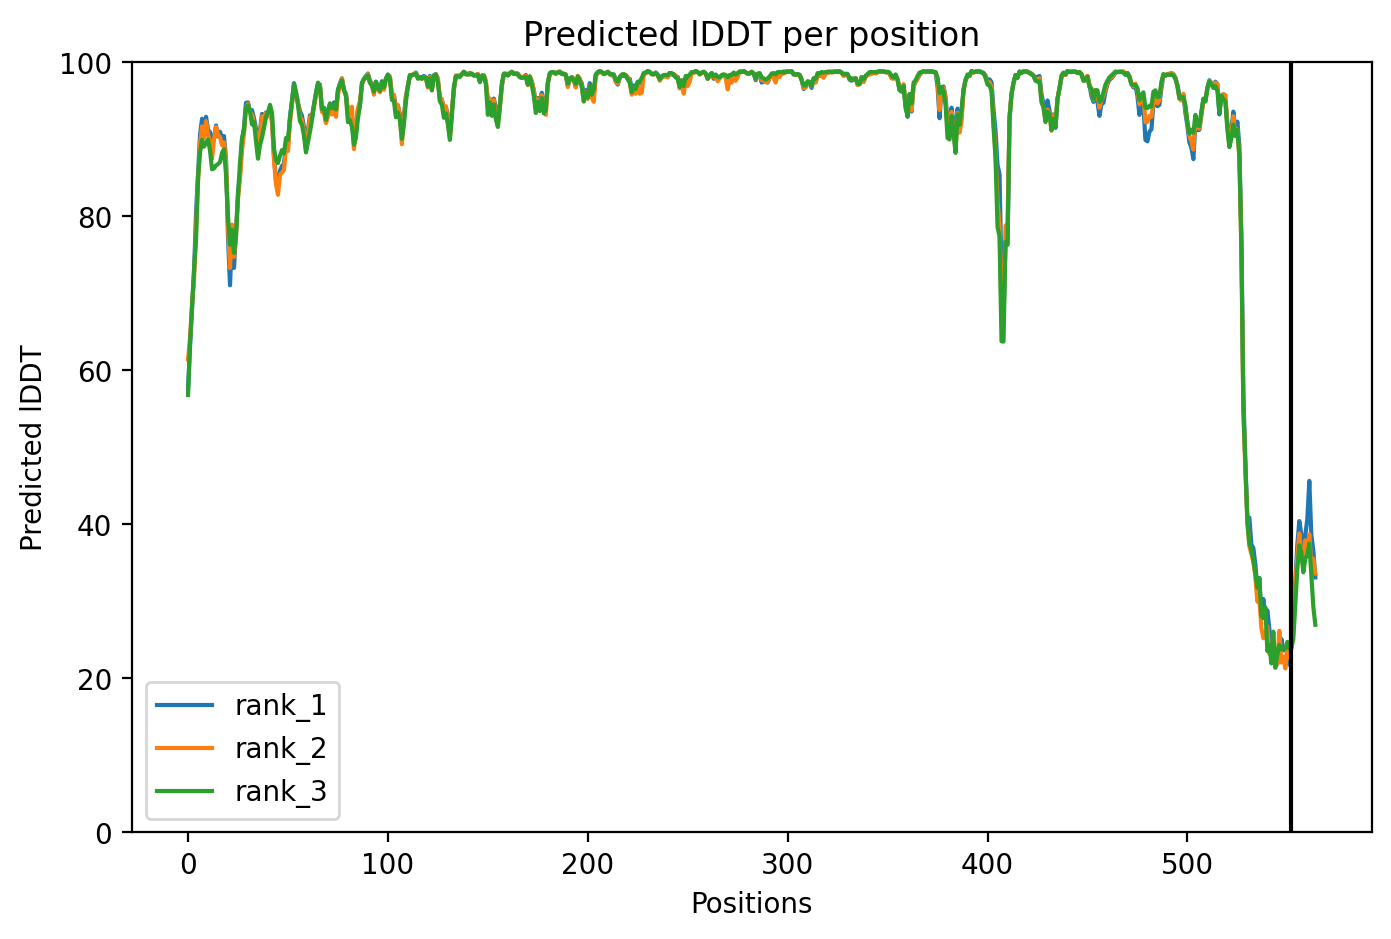 Predicted lDDT per position
100
80
60
40
20
0
Predicted lDDT
rank_1
rank_2
rank_3
0 100 200 300 400 500
Positions